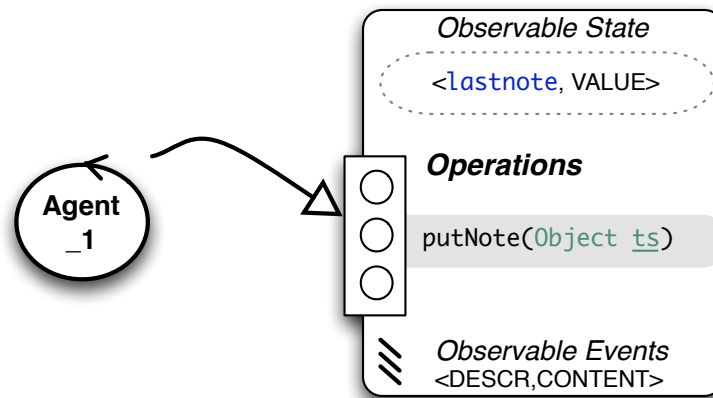 Observable State
<lastnote, VALUE>
Operations
Agent
_1
putNote(Object ts)
Observable Events
<DESCR,CONTENT>